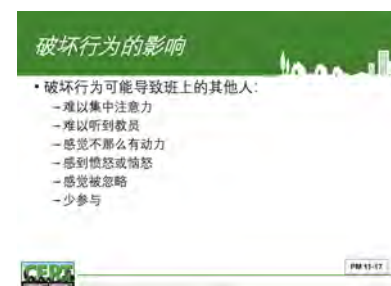 破坏行为的影响
• 破坏行为可能导致班上的其他人:
– 难以集中注意力
– 难以听到教员
– 感觉不那么有动力
– 感到愤怒或恼怒
– 感觉被忽略
– 少参与
CERT
PM 11-17